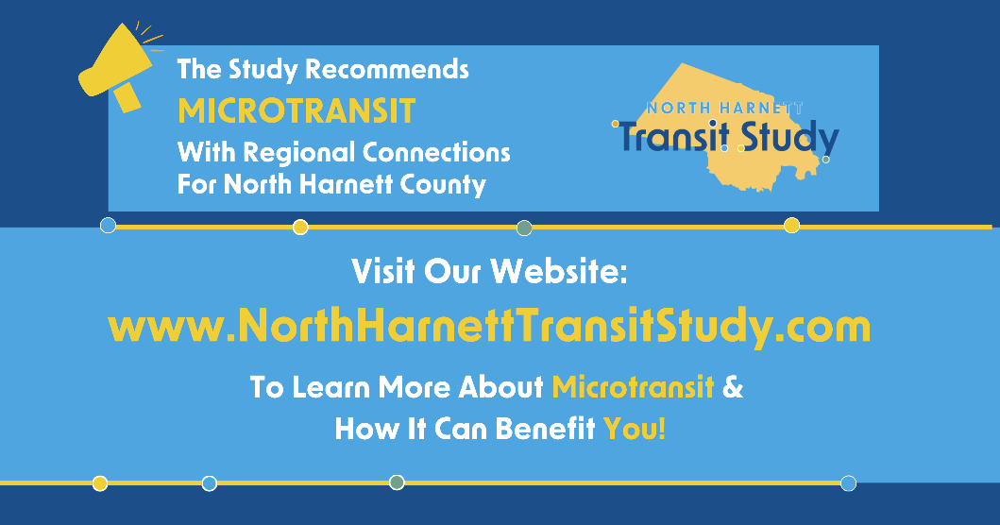 The Study Recommends
MICROTRANSIT
With Regional Connections
For North Harnett County
NORTH HARNETT
Transit Study
Visit Our Website:
www.NorthHarnettTransitStudy.com
To Learn More About Microtransit &
How It Can Benefit You!